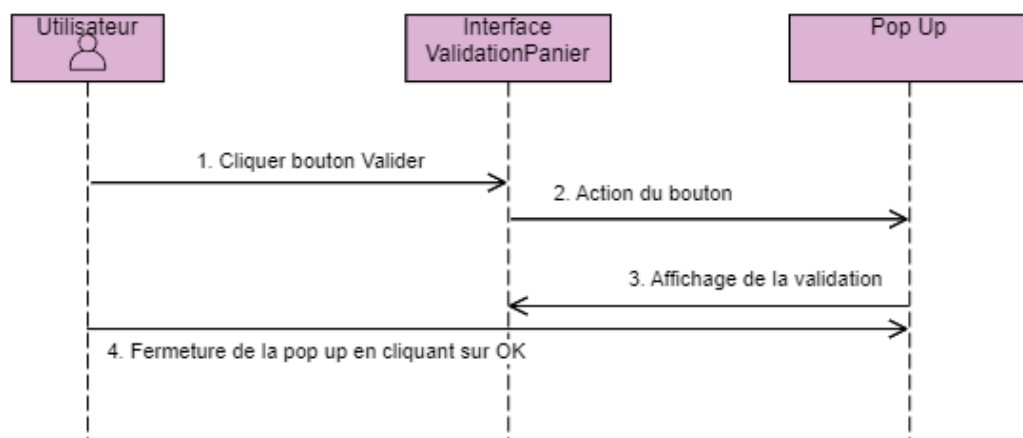 Utilisateur
Interface
ValidationPanier
Pop Up
1. Cliquer bouton Valider
2. Action du bouton
3. Affichage de la validation
4. Fermeture de la pop up en cliquant sur OK